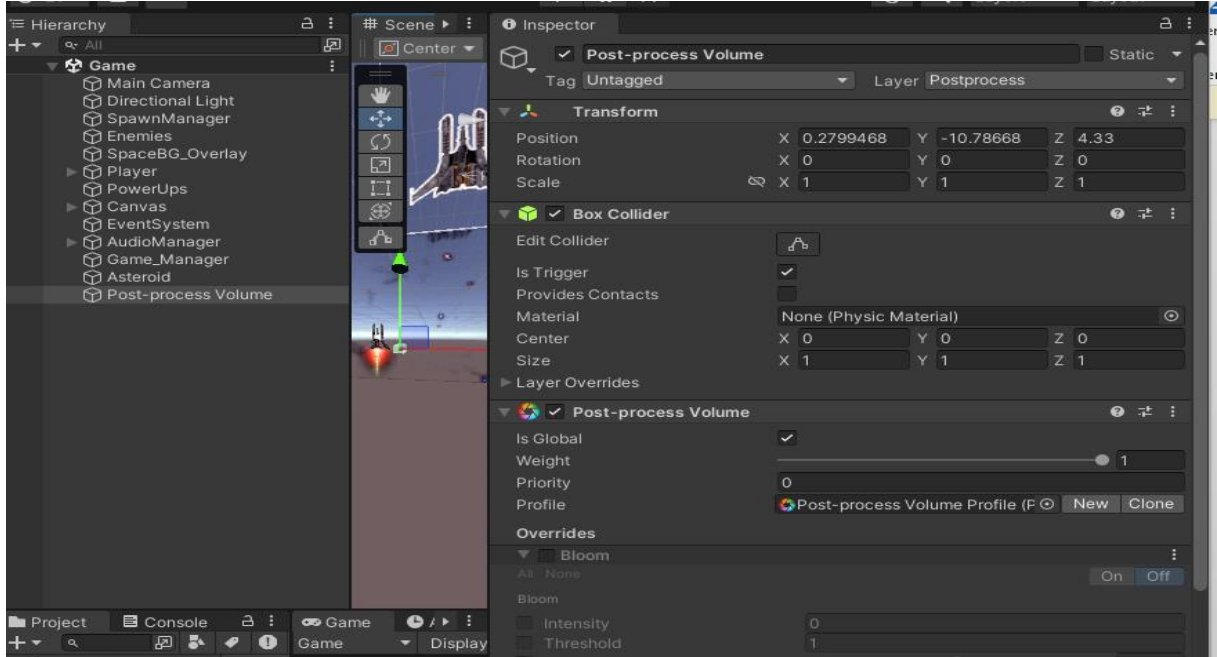 Hierarchy
All
Game
Main Camera
Directional Light
SpawnManager
Enemies
SpaceBG_Overlay
Player
PowerUps
Canvas
EventSystem
AudioManager
Game_Manager
Asteroid
Post-process Volume
Project Console
Scene
Center
Game
Game Display
Inspector
Post-process Volume Static
Tag Untagged Layer Postprocess
Transform
Position X 0.2799468 Y -10.78668 Z 4.33
Rotation X 0 Y 0 Z 0
Scale X 1 Y 1 Z 1
Box Collider
Edit Collider
Is Trigger
Provides Contacts
Material None (Physic Material)
Center X 0 Y 0 Z 0
Size X 1 Y 1 Z 1
Layer Overrides
Post-process Volume
Is Global
Weight 1
Priority 0
Profile Post-process Volume Profile (P New Clone
Overrides
Bloom
All None On Off
Bloom
Intensity 0
Threshold 1